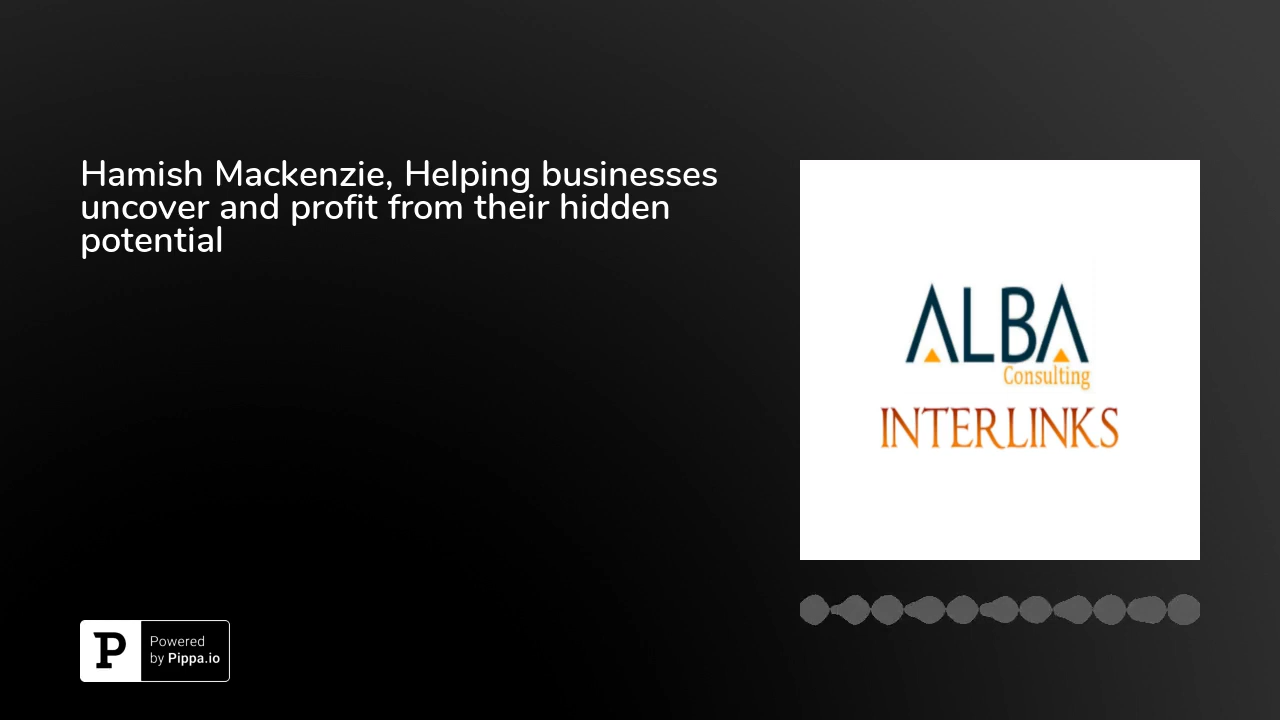 Hamish Mackenzie, Helping businesses
uncover and profit from their hidden
potential
ALBA
Consulting
INTERLINKS
P
Powered
by Pippa.io